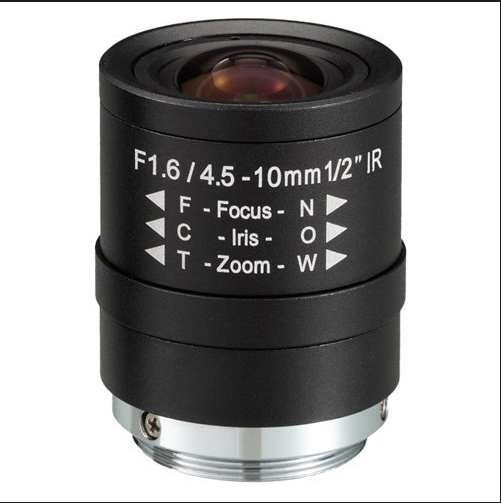 F1.6 / 4.5 -10mm 1/2" IR
◀ F - Focus - N ▶
◀ C - Iris - O ▶
◀ T - Zoom - W ▶